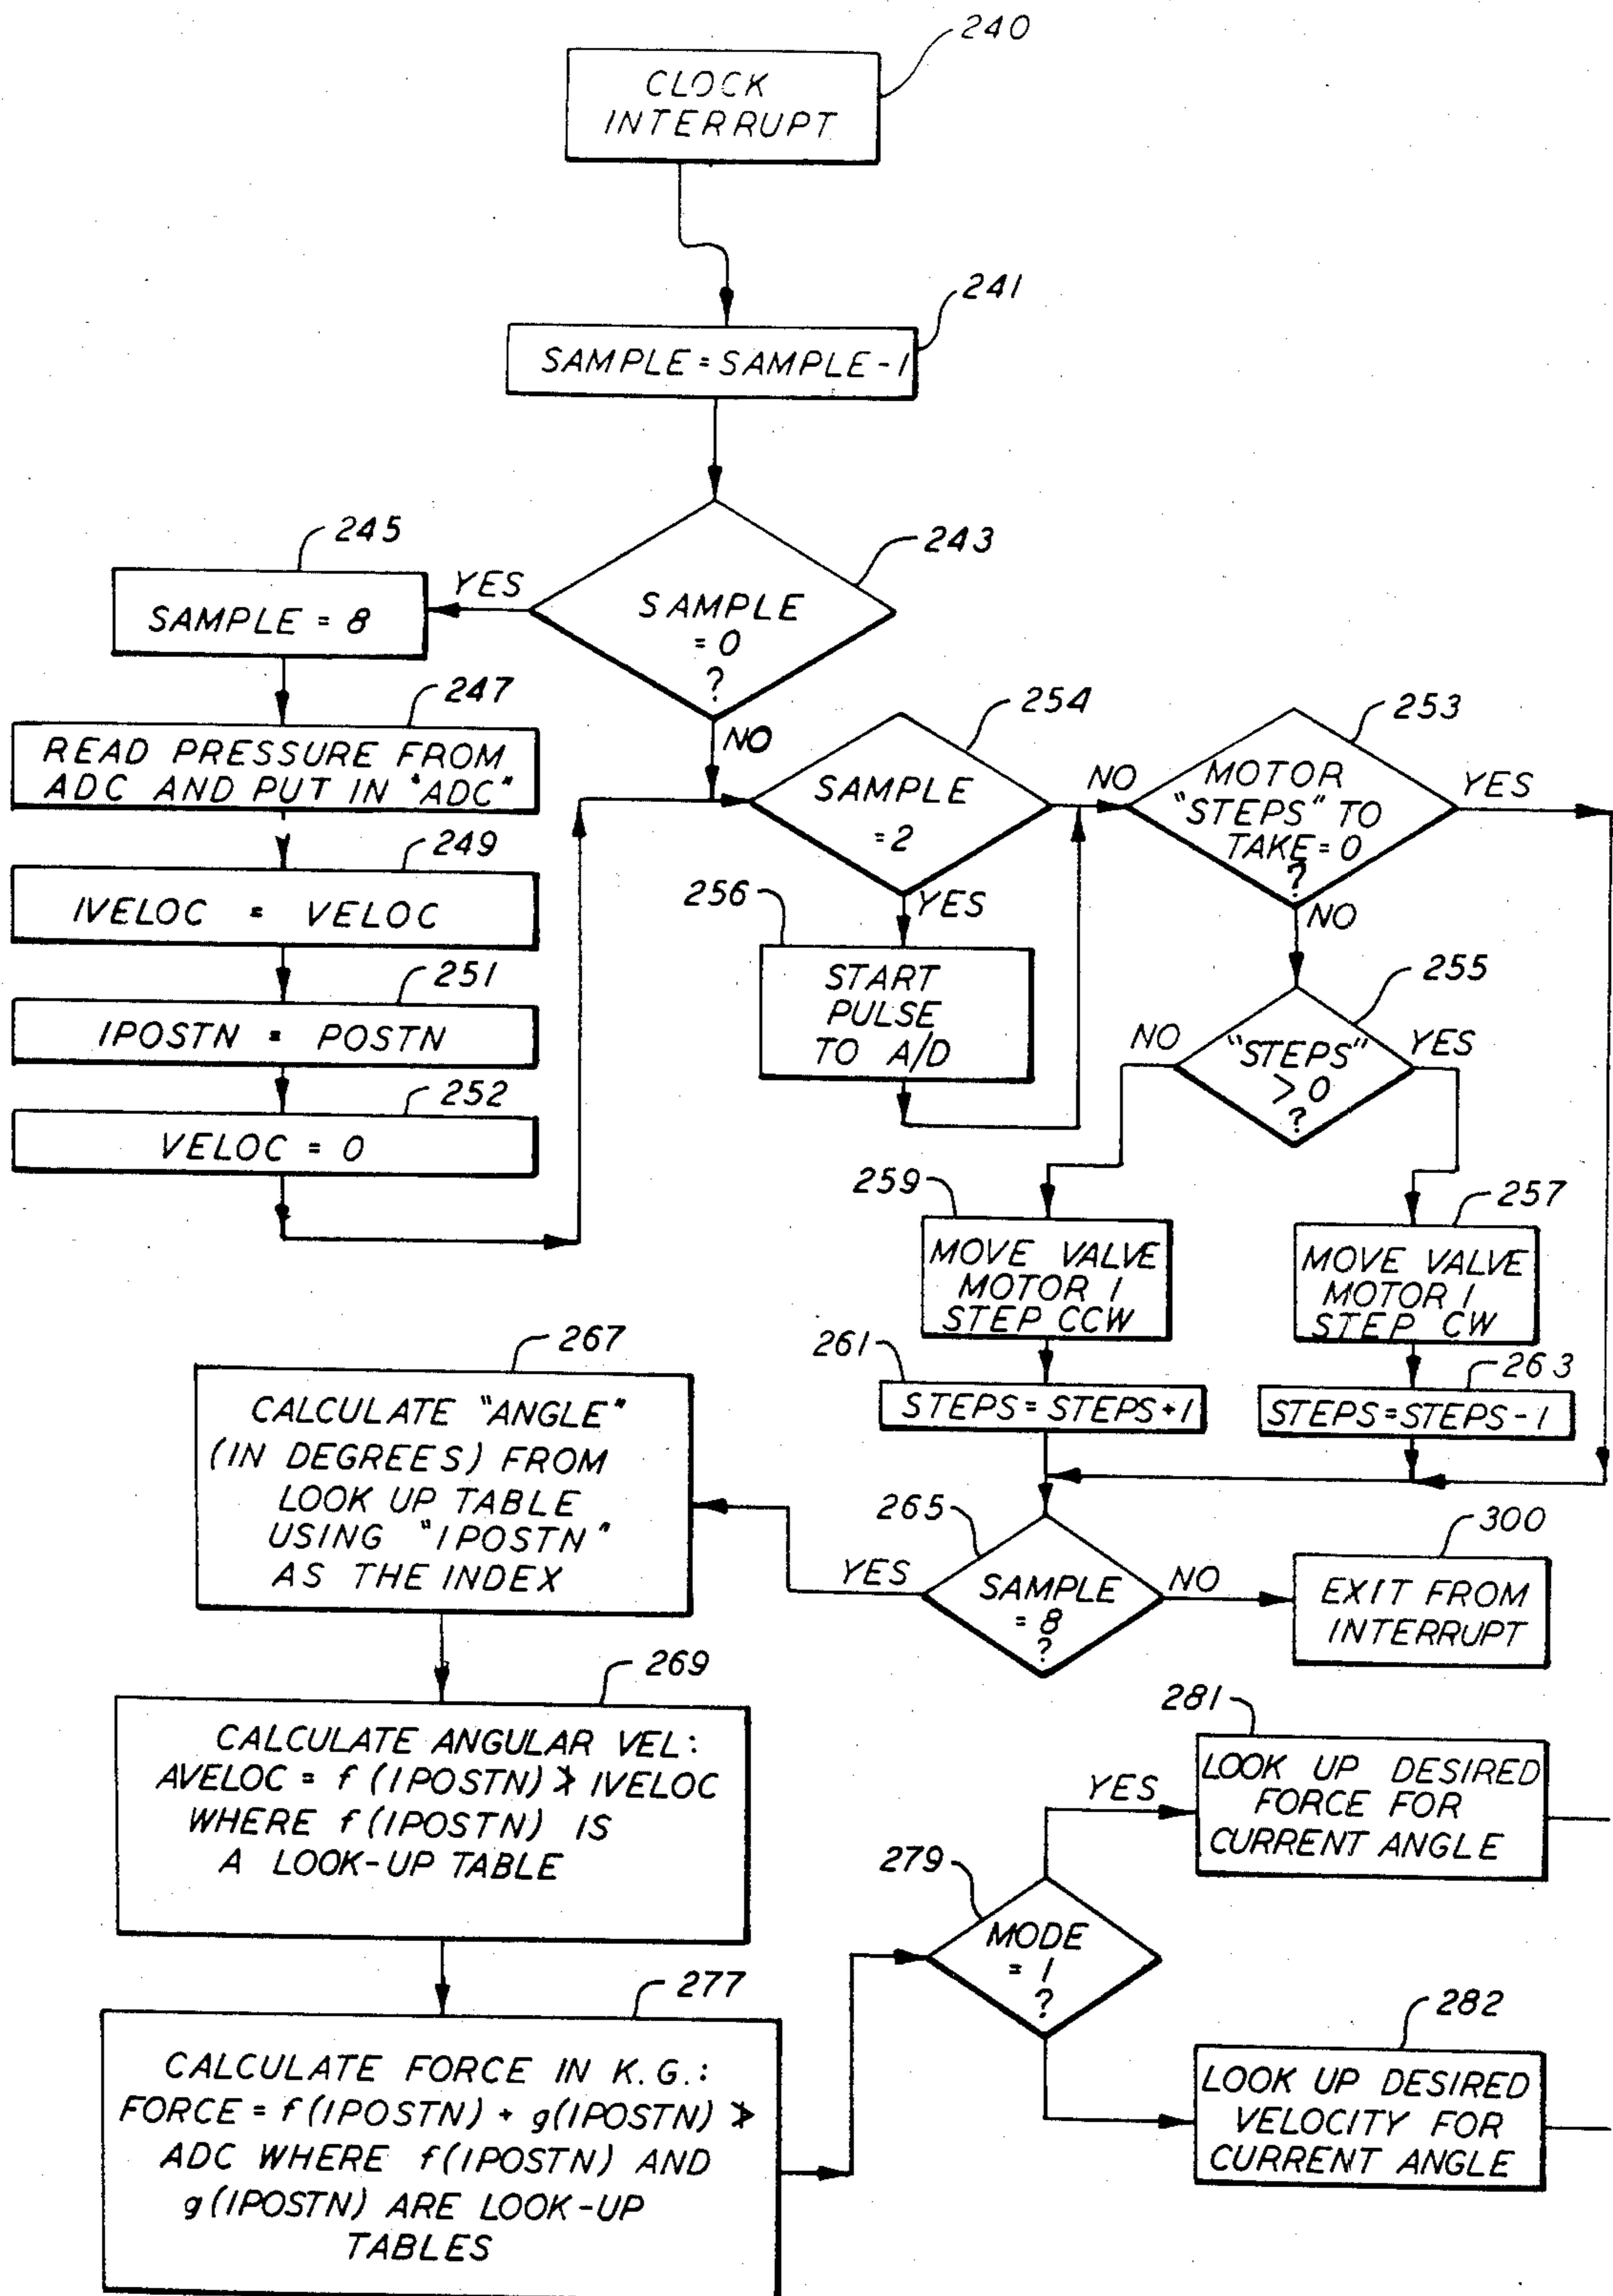 240
CLOCK
INTERRUPT
241
SAMPLE = SAMPLE - 1
243
SAMPLE
= 0
?
YES
NO
245
SAMPLE = 8
247
READ PRESSURE FROM
ADC AND PUT IN "ADC"
249
IVELOC = VELOC
251
IPOSTN = POSTN
252
VELOC = 0
254
SAMPLE
= 2
NO
YES
256
START
PULSE
TO A/D
253
MOTOR
"STEPS" TO
TAKE = 0
?
YES
NO
255
"STEPS"
> 0
?
NO
YES
259
MOVE VALVE
MOTOR 1
STEP CCW
257
MOVE VALVE
MOTOR 1
STEP CW
261
STEPS = STEPS + 1
263
STEPS = STEPS - 1
265
SAMPLE
= 8
?
YES
NO
300
EXIT FROM
INTERRUPT
267
CALCULATE "ANGLE"
(IN DEGREES) FROM
LOOK UP TABLE
USING "IPOSTN"
AS THE INDEX
269
CALCULATE ANGULAR VEL:
AVELOC = f (IPOSTN) * IVELOC
WHERE f (IPOSTN) IS
A LOOK-UP TABLE
277
CALCULATE FORCE IN K.G.:
FORCE = f (IPOSTN) + g (IPOSTN) *
ADC WHERE f (IPOSTN) AND
g (IPOSTN) ARE LOOK-UP
TABLES
279
MODE
= 1
?
YES
281
LOOK UP DESIRED
FORCE FOR
CURRENT ANGLE
282
LOOK UP DESIRED
VELOCITY FOR
CURRENT ANGLE